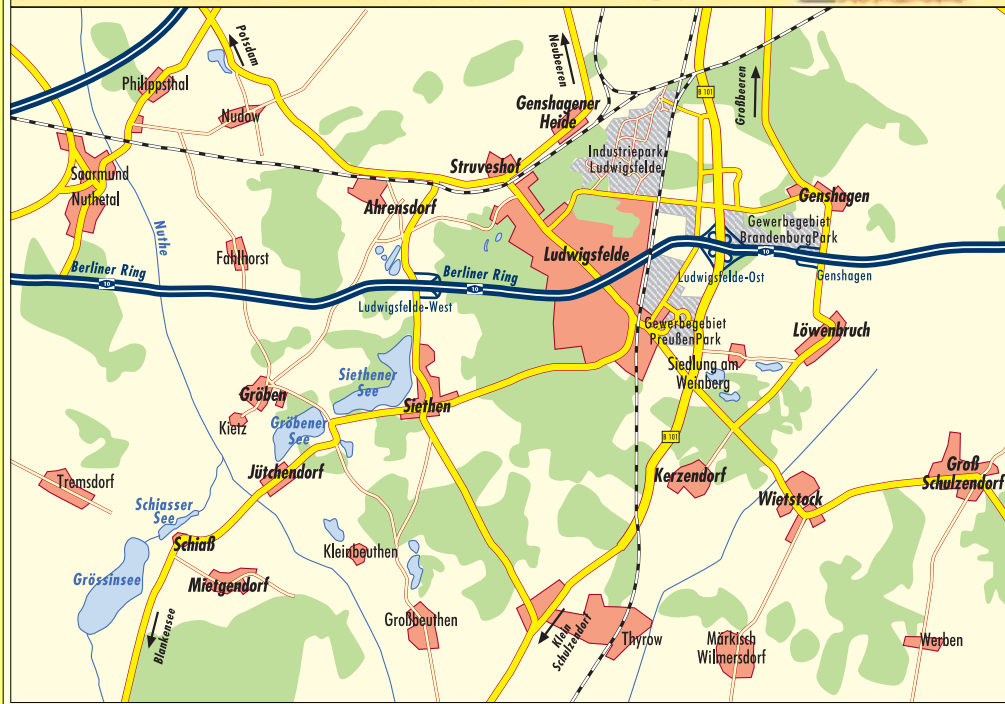 Potsdam
Neubeeren
Philippsthal
Nudow
Genshagener
Heide
B 101
Großbeeren
Industriepark
Ludwigsfelde
Struveshof
Saarmund
Nuthetal
Ahrensdorf
Genshagen
Gewerbegebiet
BrandenburgPark
Nuthe
Fahlhorst
Ludwigsfelde
Berliner Ring
10
Berliner Ring
10
10
Ludwigsfelde-Ost
Genshagen
Ludwigsfelde-West
10
Gewerbegebiet
PreußenPark
Löwenbruch
Siedlung am
Weinberg
Siethener
See
Gröben
Siethen
Kietz
Gröbener
See
B 101
Jütchendorf
Kerzendorf
Groß
Schulzendorf
Tremsdorf
Wietstock
Schiasser
See
Schiaß
Kleinbeuthen
Grössinsee
Mietgendorf
Großbeuthen
Klein
Schulzendorf
Thyrow
Märkisch
Wilmersdorf
Werben
Blankensee